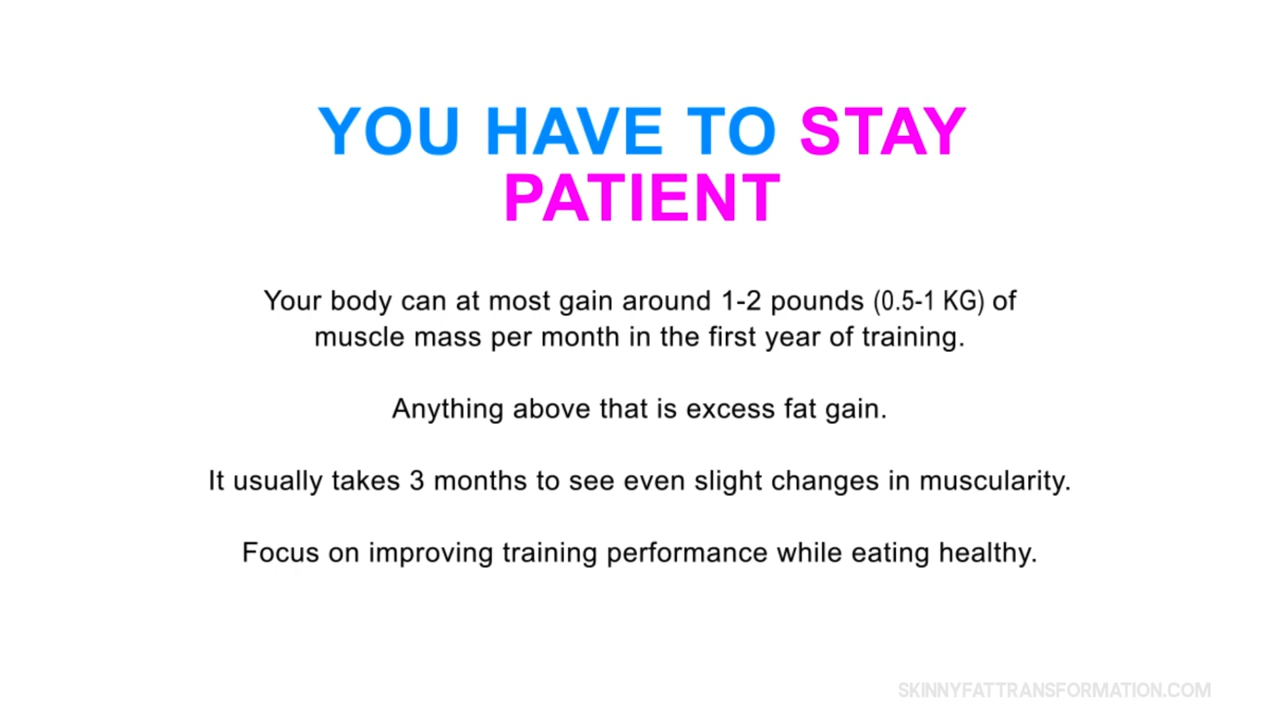 YOU HAVE TO STAY
PATIENT
Your body can at most gain around 1-2 pounds (0.5-1 KG) of
muscle mass per month in the first year of training.
Anything above that is excess fat gain.
It usually takes 3 months to see even slight changes in muscularity.
Focus on improving training performance while eating healthy.
SKINNYFATTRANSFORMATION.COM